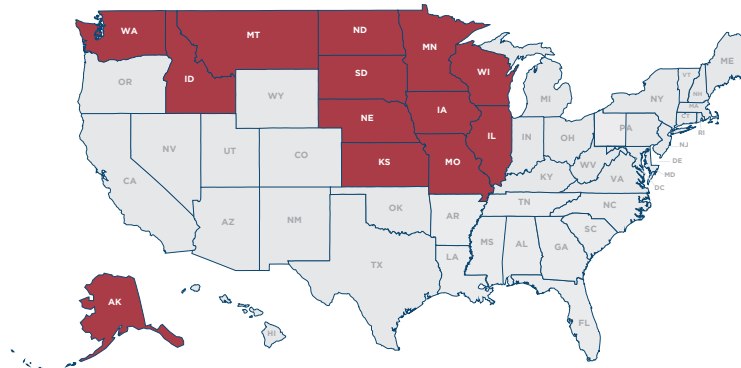 WA
MT
ND
MN
ID
SD
WI
OR
WY
MI
NE
IA
IL
NV
UT
CO
KS
MO
IN
OH
CA
AZ
NM
OK
AR
TN
KY
WV
VA
NC
SC
GA
AL
MS
LA
TX
FL
AK
HI
PA
NY
VT
NH
MA
CT
RI
NJ
DE
MD
DC
ME